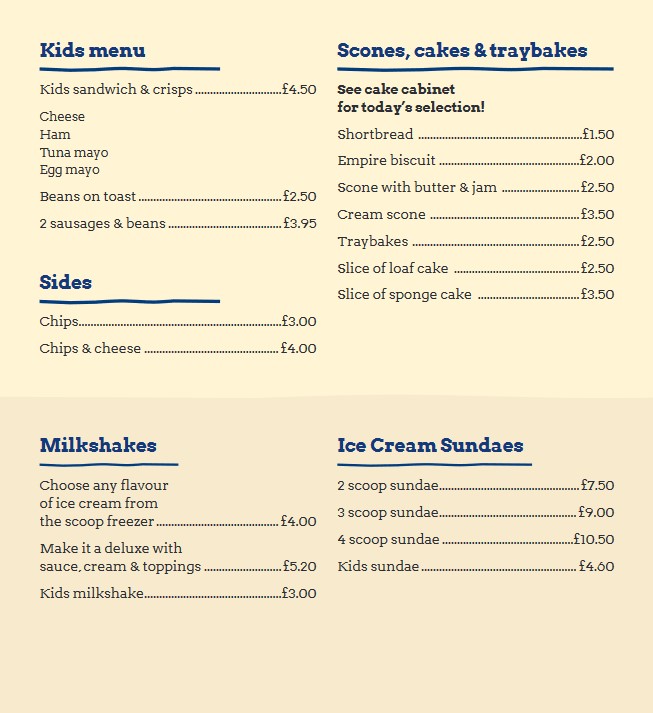 Kids menu
Kids sandwich & crisps ............................£4.50
Cheese
Ham
Tuna mayo
Egg mayo
Beans on toast ................................................£2.50
2 sausages & beans ......................................£3.95
Sides
Chips....................................................................£3.00
Chips & cheese .............................................£4.00
Scones, cakes & traybakes
See cake cabinet
for today's selection!
Shortbread .......................................................£1.50
Empire biscuit ...............................................£2.00
Scone with butter & jam ..........................£2.50
Cream scone ..................................................£3.50
Traybakes ........................................................£2.50
Slice of loaf cake ..........................................£2.50
Slice of sponge cake ..................................£3.50
Milkshakes
Choose any flavour
of ice cream from
the scoop freezer .........................................£4.00
Make it a deluxe with
sauce, cream & toppings ..........................£5.20
Kids milkshake..............................................£3.00
Ice Cream Sundaes
2 scoop sundae...............................................£7.50
3 scoop sundae..............................................£9.00
4 scoop sundae ............................................£10.50
Kids sundae ....................................................£4.60